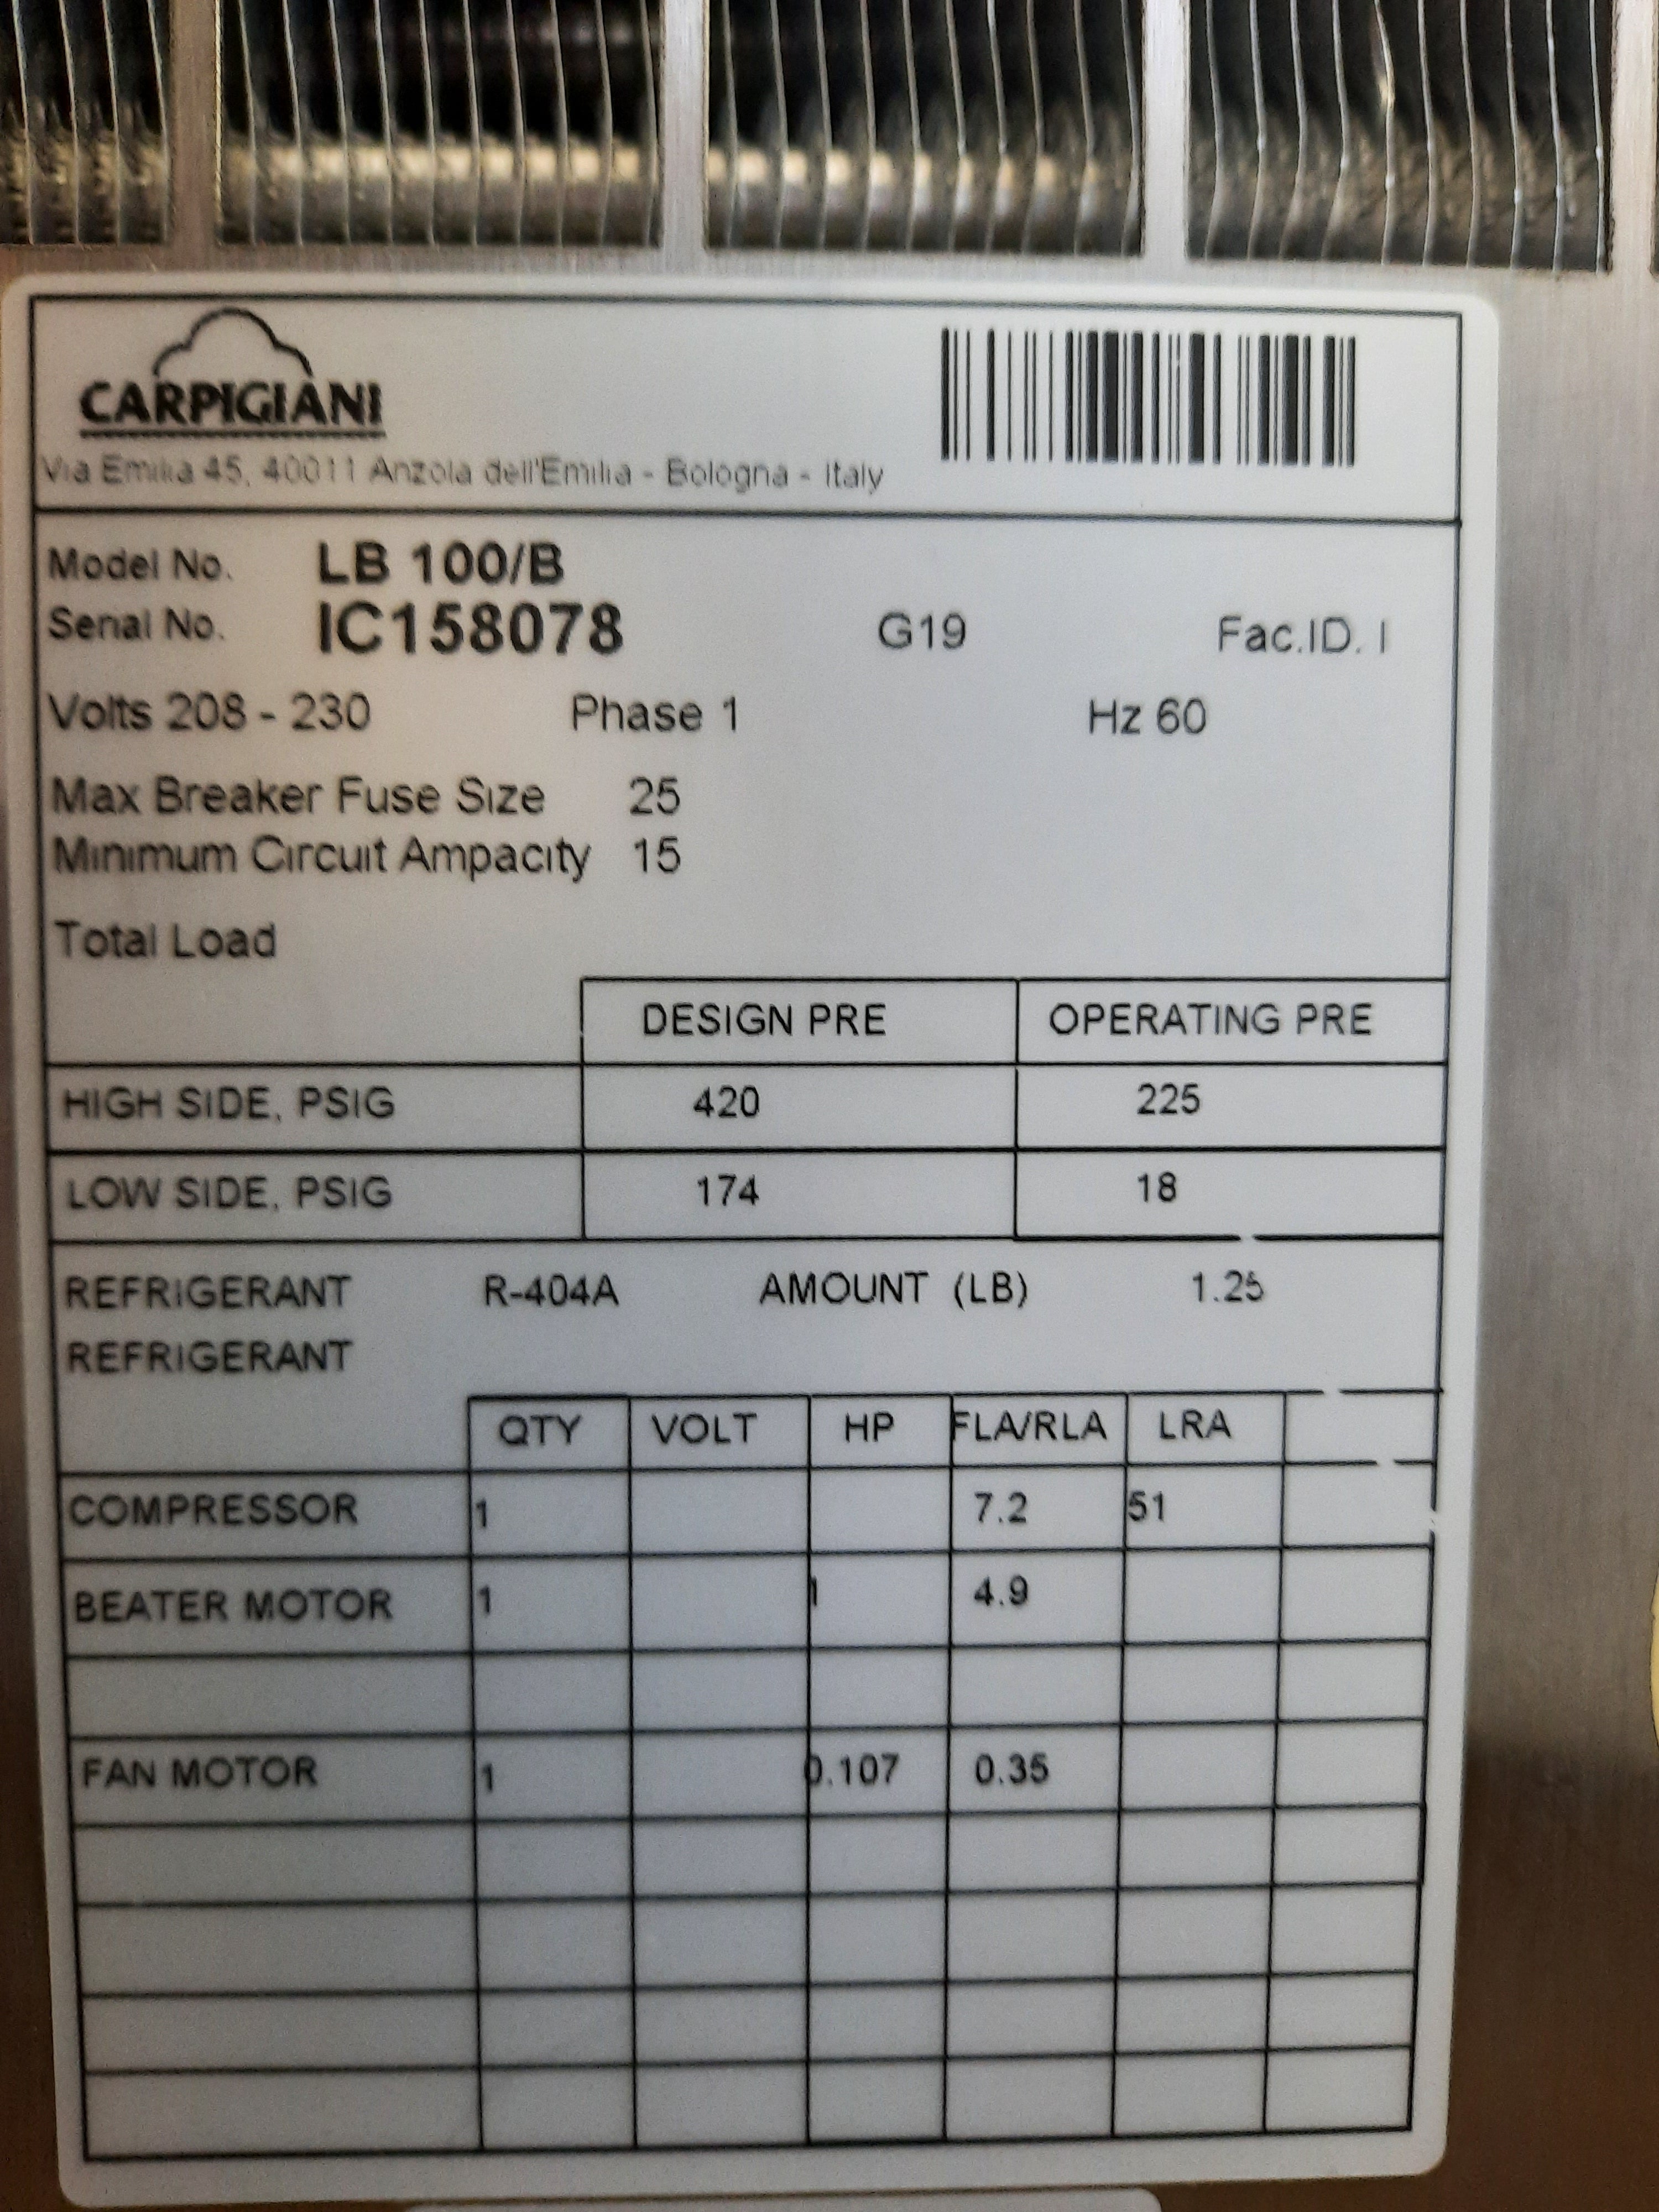 CARPIGIANI
Via Emilia 45, 40011 Anzola dell'Emilia - Bologna - Italy
Model No. LB 100/B
Serial No. IC158078 G19 Fac.ID. I
Volts 208 - 230 Phase 1 Hz 60
Max Breaker Fuse Size 25
Minimum Circuit Ampacity 15
Total Load
DESIGN PRE OPERATING PRE
HIGH SIDE, PSIG 420 225
LOW SIDE, PSIG 174 18
REFRIGERANT R-404A AMOUNT (LB) 1.25
REFRIGERANT
QTY VOLT HP FLA/RLA LRA
COMPRESSOR 1 7.2 51
BEATER MOTOR 1 1 4.9
FAN MOTOR 1 0.107 0.35